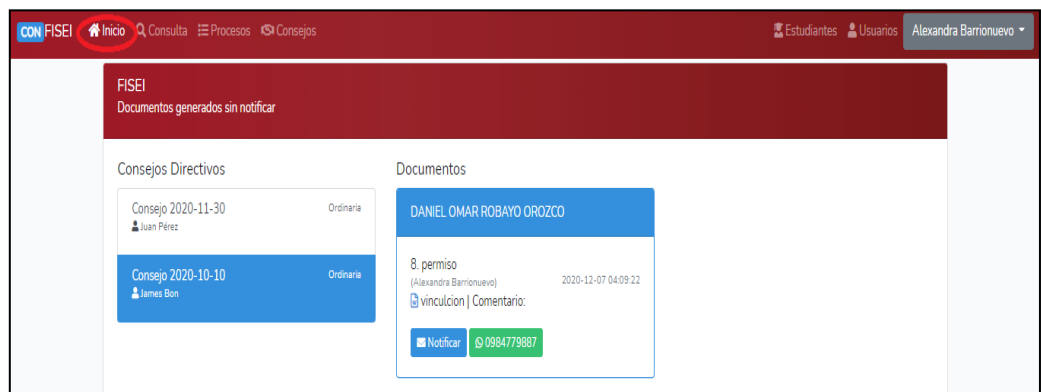 CON FISEI Inicio Consulta Procesos Consejos Estudiantes Usuarios Alexandra Barrionuevo
FISEI
Documentos generados sin notificar
Consejos Directivos
Consejo 2020-11-30 Ordinaria
Juan Pérez
Consejo 2020-10-10 Ordinaria
James Bon
Documentos
DANIEL OMAR ROBAYO OROZCO
8. permiso
(Alexandra Barrionuevo) 2020-12-07 04:09:22
vinculcion | Comentario:
Notificar 0984779887